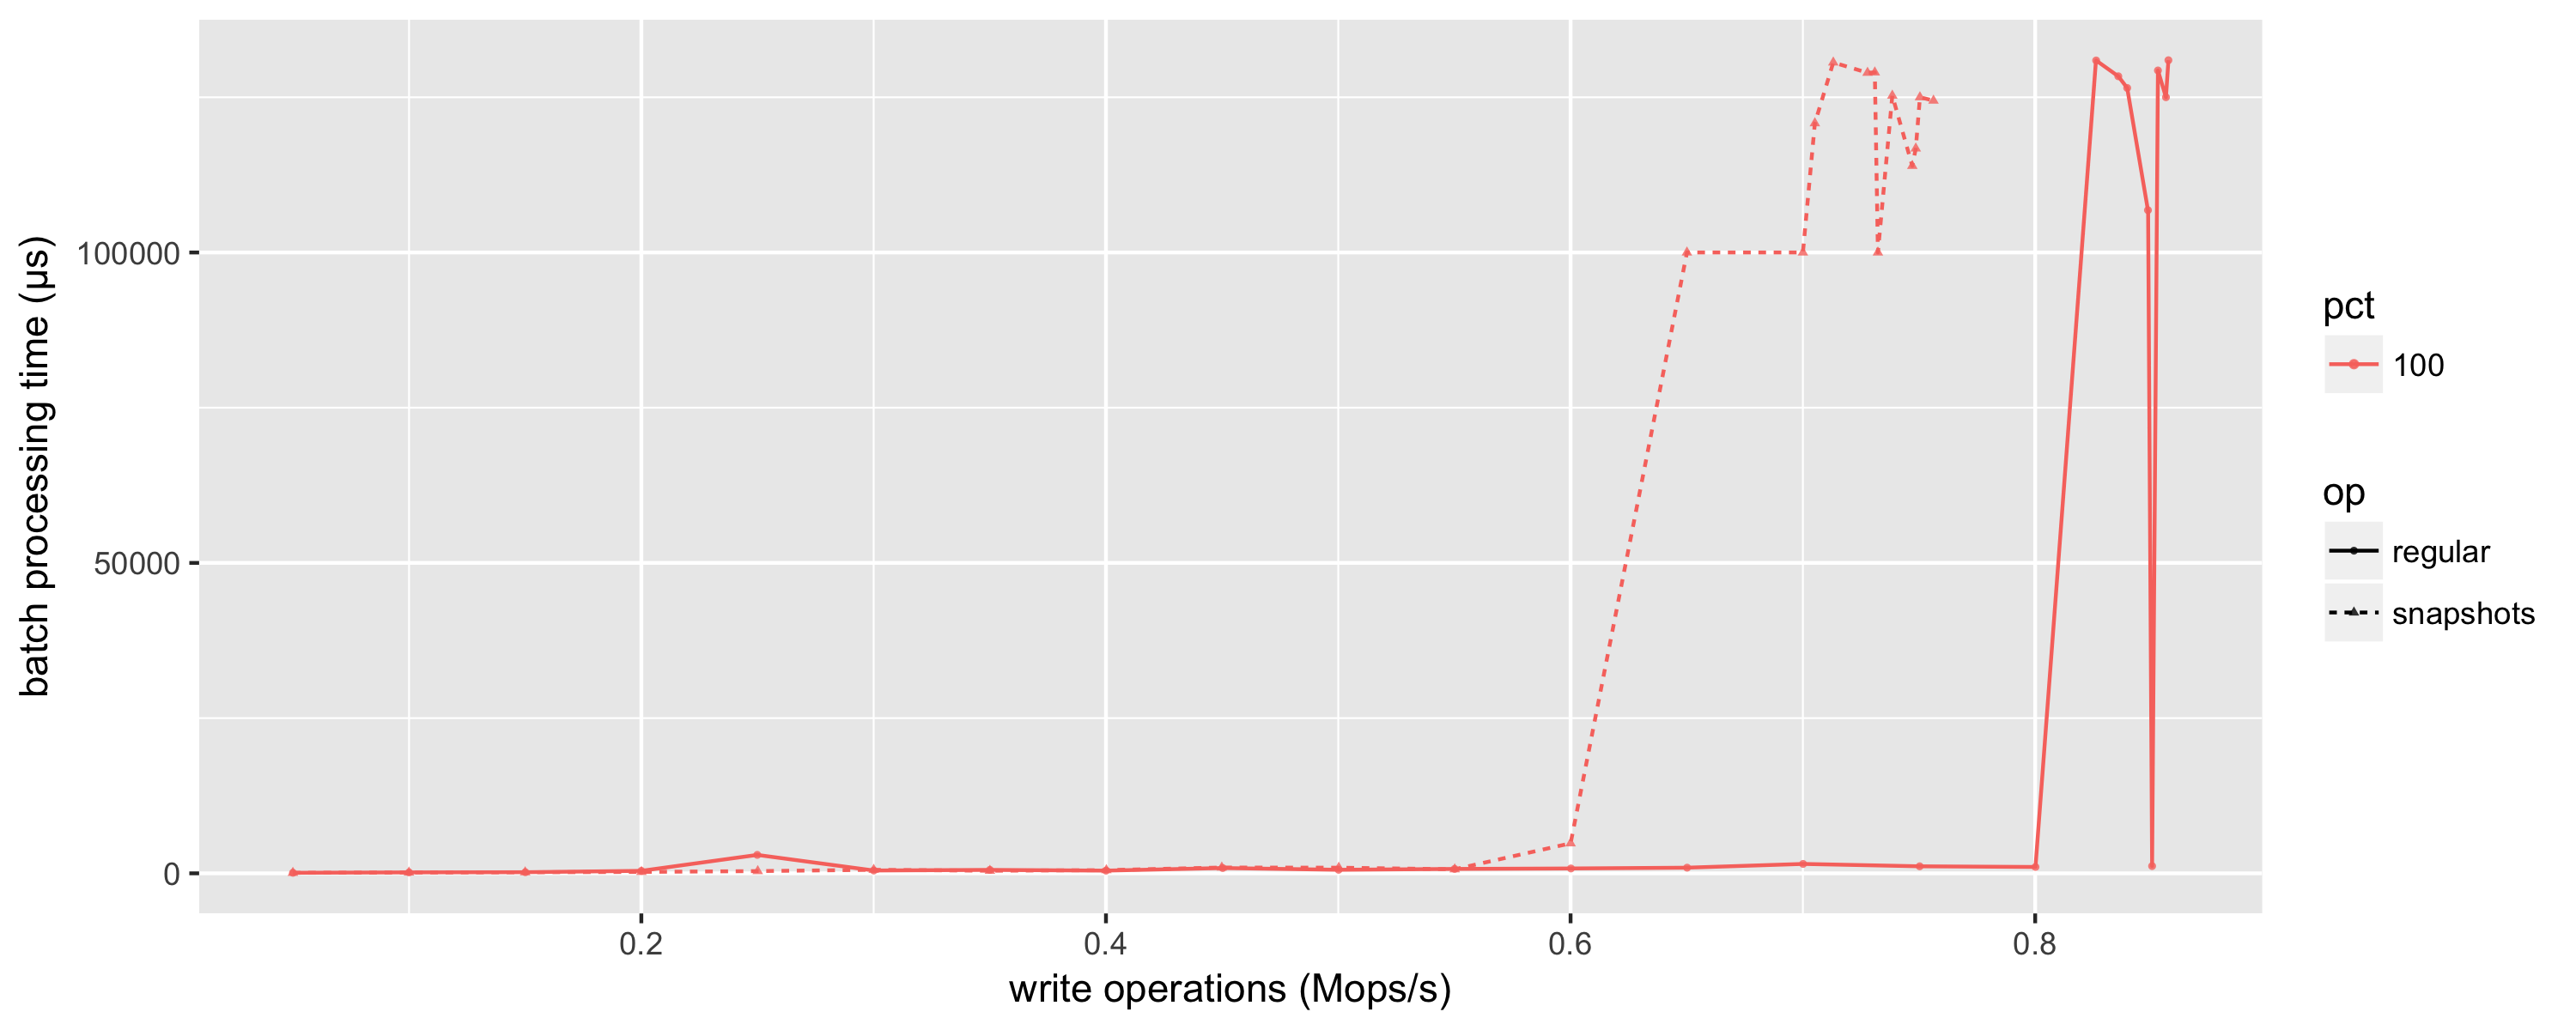 100000
50000
0
0.2 0.4 0.6 0.8
write operations (Mops/s)
batch processing time (µs)
pct
100
op
regular
snapshots